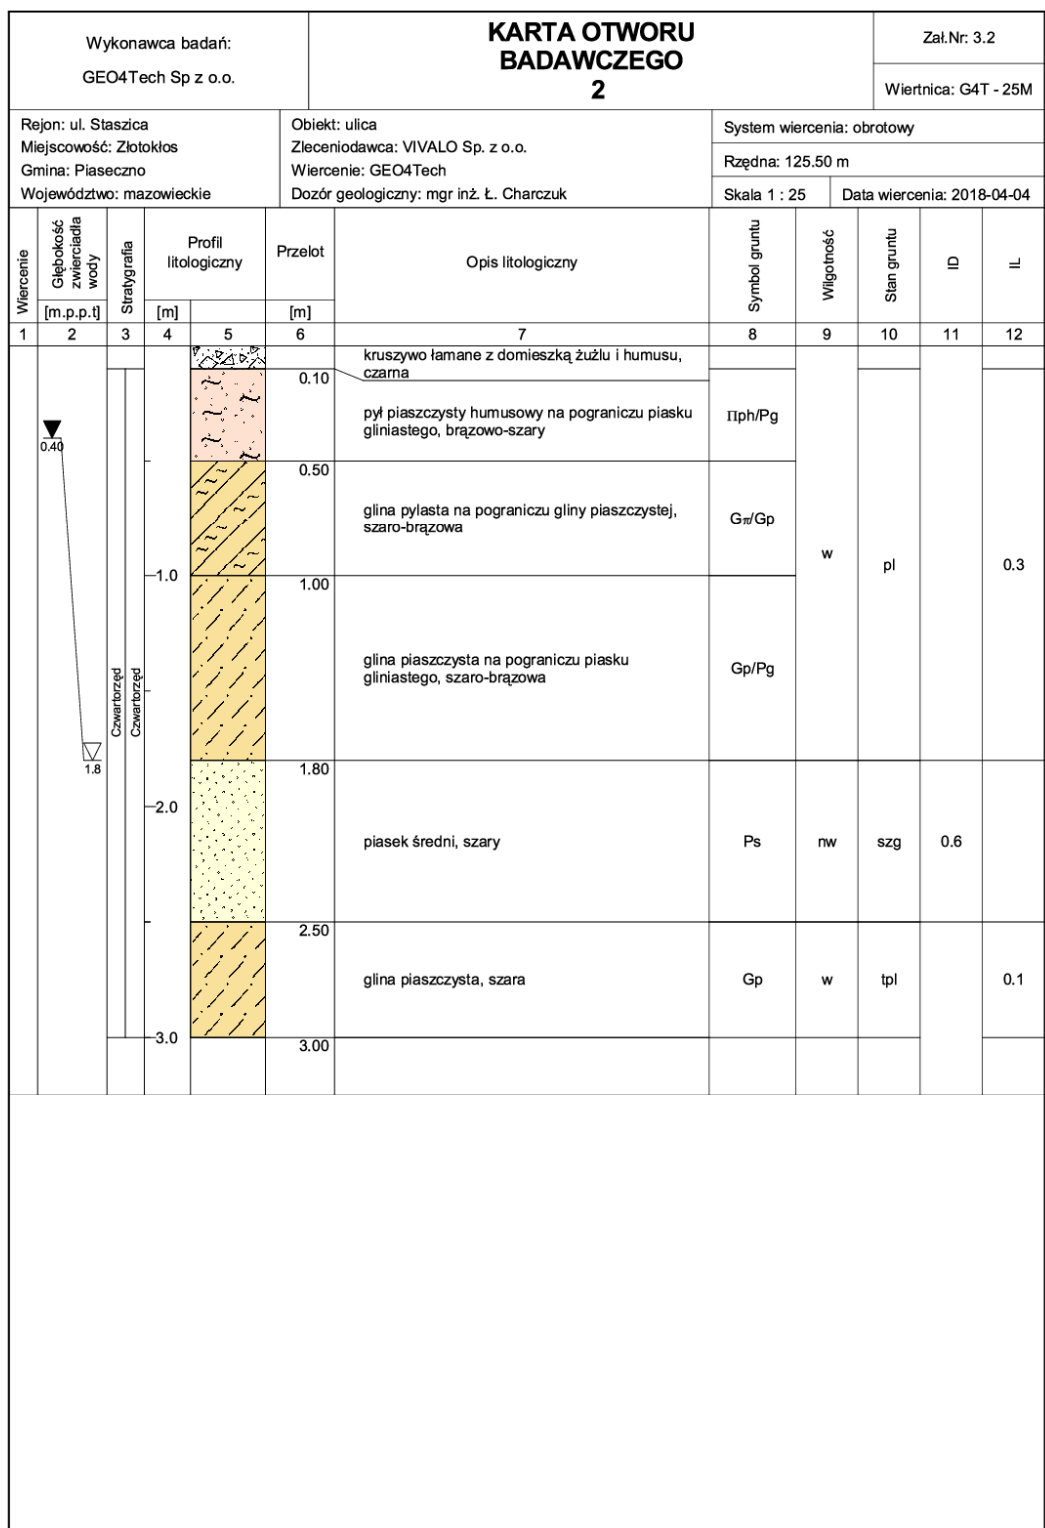 Wykonawca badań:
GEO4Tech Sp z o.o.
KARTA OTWORU
BADAWCZEGO
2
Zał.Nr: 3.2
Wiertnica: G4T - 25M
Rejon: ul. Staszica
Miejscowość: Złotokłos
Gmina: Piaseczno
Województwo: mazowieckie
Obiekt: ulica
Zleceniodawca: VIVALO Sp. z o.o.
Wiercenie: GEO4Tech
Dozór geologiczny: mgr inż. Ł. Charczuk
System wiercenia: obrotowy
Rzędna: 125.50 m
Skala 1 : 25
Data wiercenia: 2018-04-04
Wiercenie
Głębokość
zwierciadła
wody
[m.p.p.t]
Stratygrafia
Profil
litologiczny
[m]
Przelot
[m]
Opis litologiczny
Symbol gruntu
Wilgotność
Stan gruntu
ID
IL
1 2 3 4 5 6 7 8 9 10 11 12
kruszywo łamane z domieszką żużlu i humusu,
czarna
0.10
pył piaszczysty humusowy na pograniczu piasku
gliniastego, brązowo-szary
Πph/Pg
0.40
0.50
glina pylasta na pograniczu gliny piaszczystej,
szaro-brązowa
Gπ/Gp
w
pl
0.3
1.0
1.00
glina piaszczysta na pograniczu piasku
gliniastego, szaro-brązowa
Gp/Pg
Czwartorzęd
Czwartorzęd
1.8
1.80
2.0
piasek średni, szary
Ps
nw
szg
0.6
2.50
glina piaszczysta, szara
Gp
w
tpl
0.1
3.0
3.00